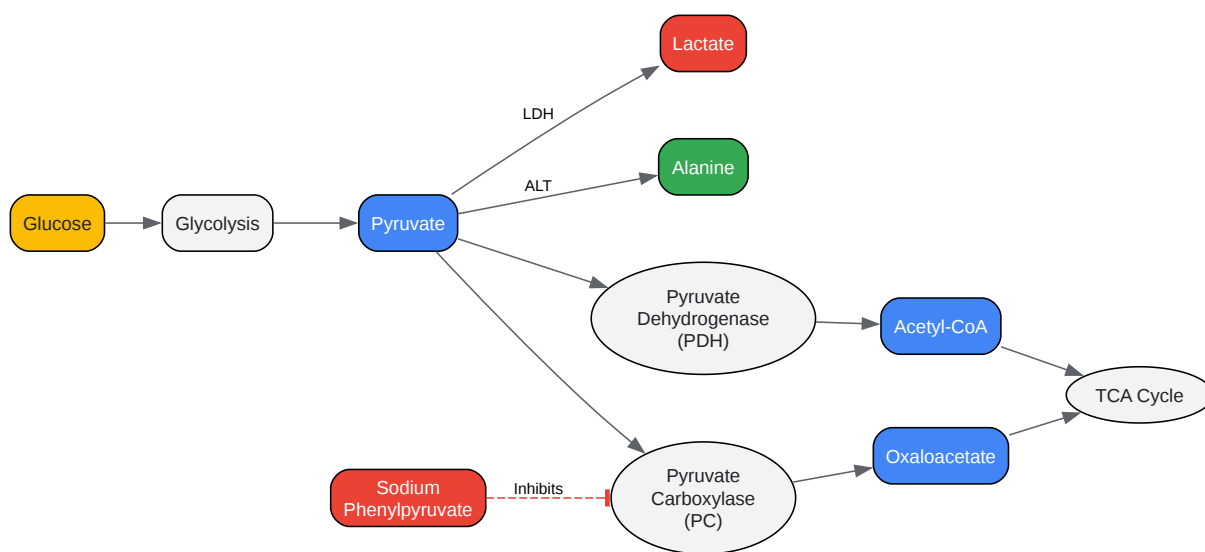 Lactate
LDH
Alanine
ALT
Glucose
Glycolysis
Pyruvate
Pyruvate
Dehydrogenase
(PDH)
Acetyl-CoA
TCA Cycle
Oxaloacetate
Sodium
Phenylpyruvate
Inhibits
Pyruvate
Carboxylase
(PC)